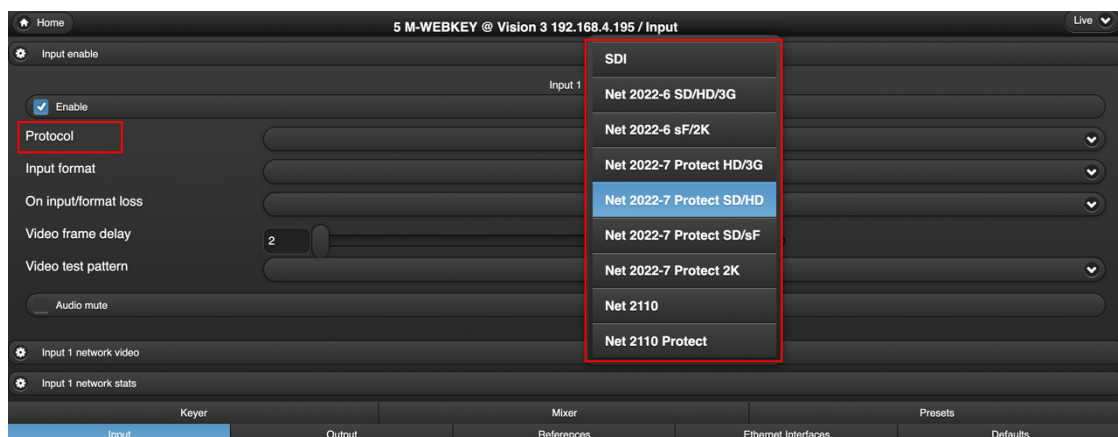 Home
5 M-WEBKEY @ Vision 3 192.168.4.195 / Input
Live
Input enable
Input 1
Enable
Protocol
Input format
On input/format loss
Video frame delay
2
Video test pattern
Audio mute
SDI
Net 2022-6 SD/HD/3G
Net 2022-6 sF/2K
Net 2022-7 Protect HD/3G
Net 2022-7 Protect SD/HD
Net 2022-7 Protect SD/sF
Net 2022-7 Protect 2K
Net 2110
Net 2110 Protect
Input 1 network video
Input 1 network stats
Keyer Mixer Presets
Input Output References Ethernet Interfaces Defaults